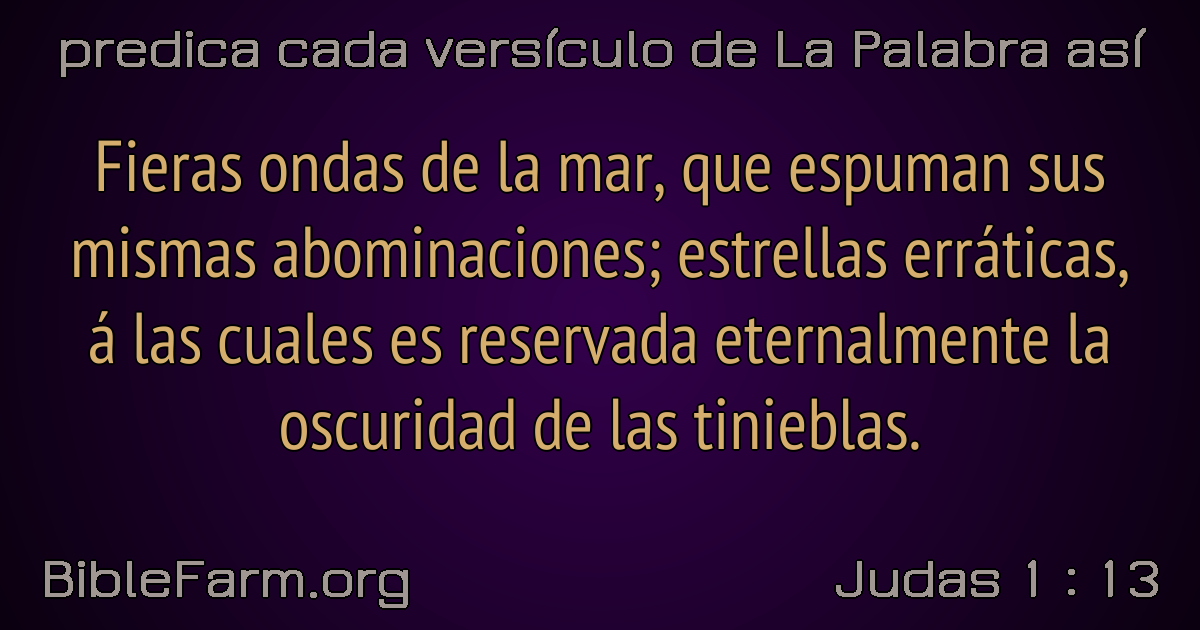 predica cada versículo de La Palabra así
Fieras ondas de la mar, que espuman sus
mismas abominaciones; estrellas erráticas,
á las cuales es reservada eternalmente la
oscuridad de las tinieblas.
BibleFarm.org
Judas 1 : 13